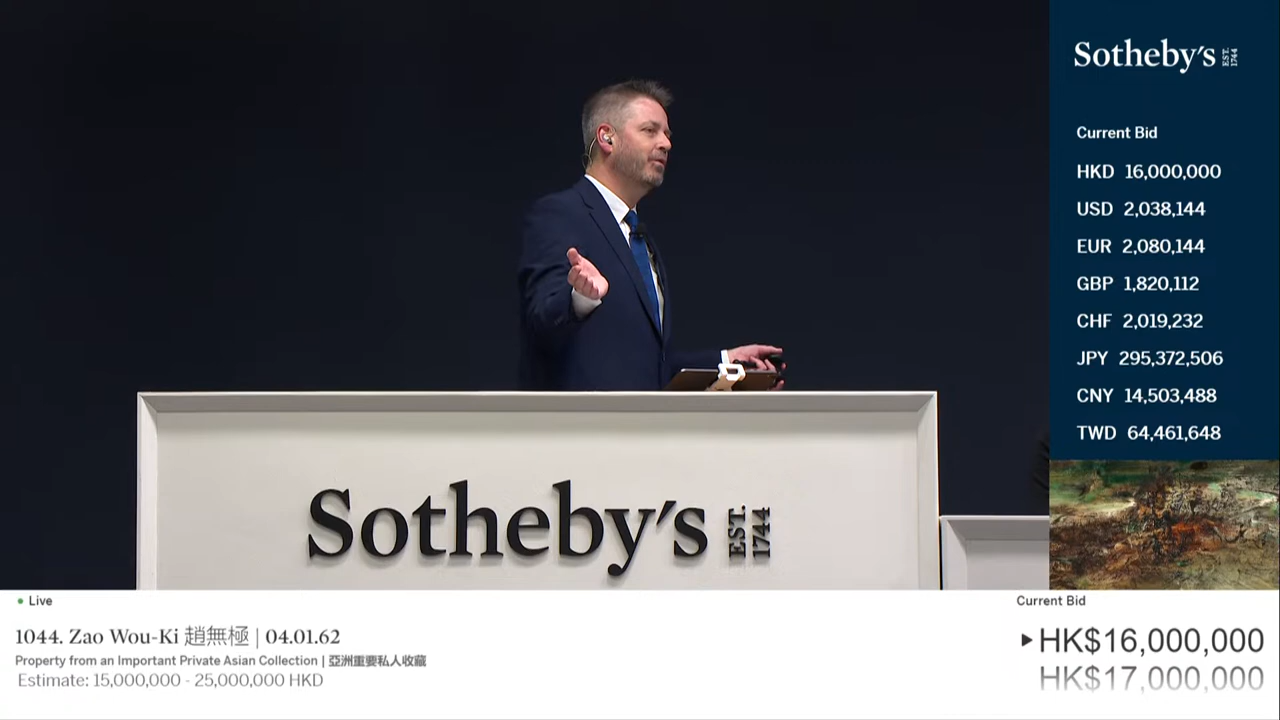 Sotheby's EST. 1744
Current Bid
HKD 16,000,000
USD 2,038,144
EUR 2,080,144
GBP 1,820,112
CHF 2,019,232
JPY 295,372,506
CNY 14,503,488
TWD 64,461,648
Sotheby's EST. 1744
Live
1044. Zao Wou-Ki 趙無極 | 04.01.62
Property from an Important Private Asian Collection | 亞洲重要私人收藏
Estimate: 15,000,000 - 25,000,000 HKD
Current Bid
HK$16,000,000
HK$17,000,000